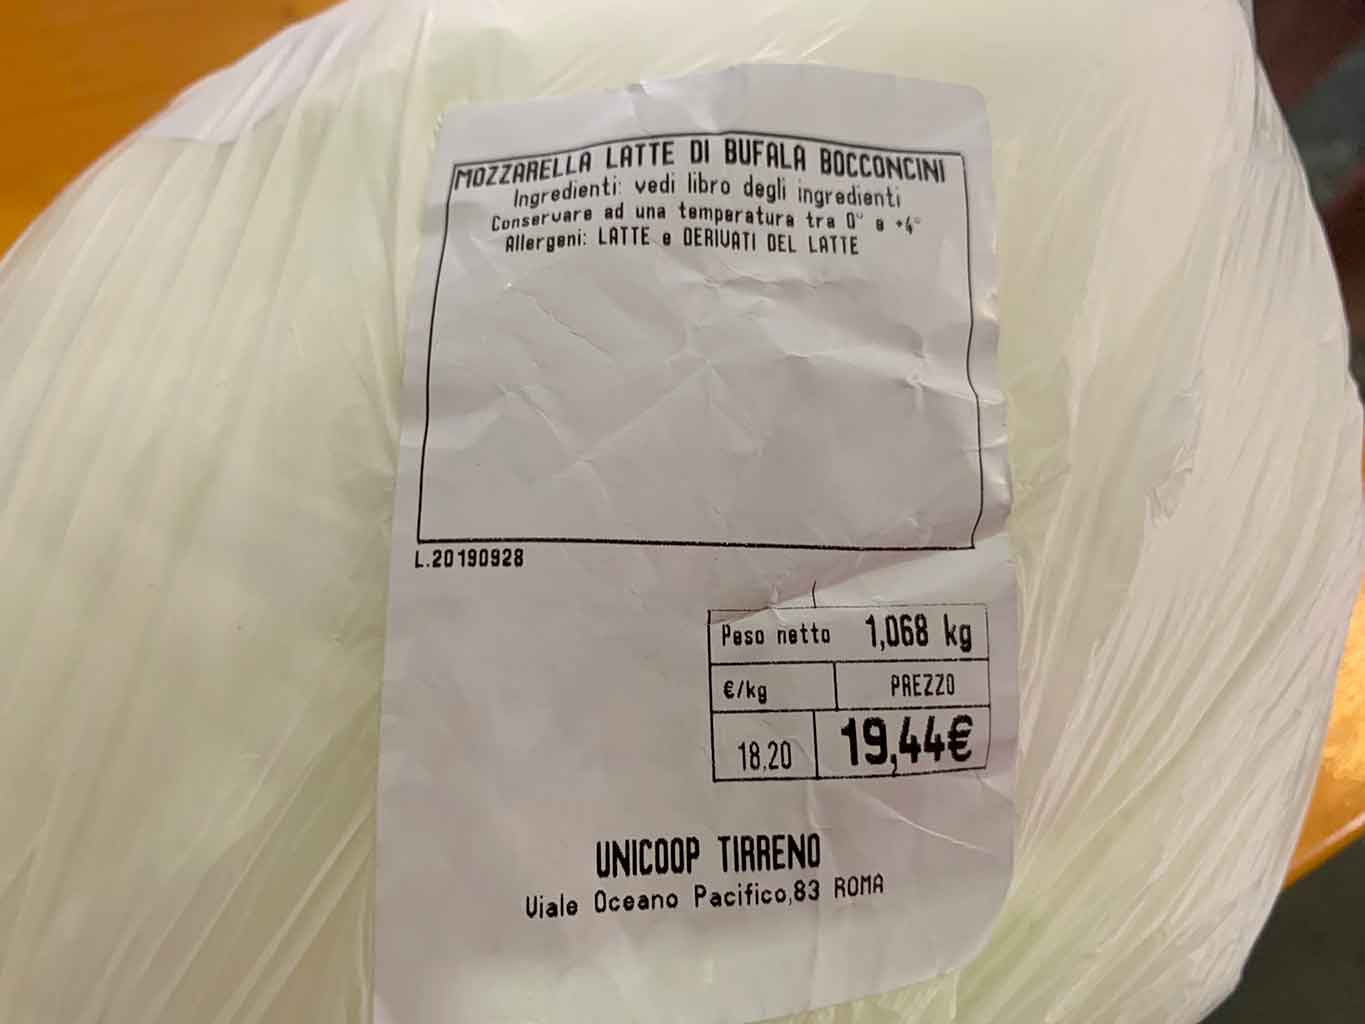 MOZZARELLA LATTE DI BUFALA BOCCONCINI
Ingredienti: vedi libro degli ingredienti
Conservare ad una temperatura tra 0° e +4°
Allergeni: LATTE e DERIVATI DEL LATTE
L.20190928
Peso netto 1,068 kg
€/kg PREZZO
18,20 19,44€
UNICOOP TIRRENO
Viale Oceano Pacifico,83 ROMA